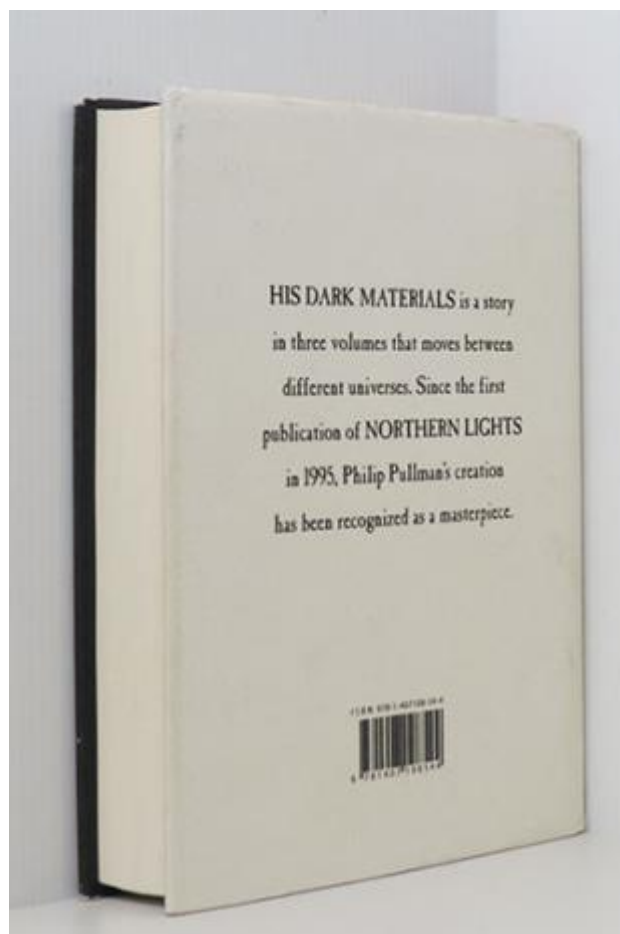 HIS DARK MATERIALS is a story
in three volumes that moves between
different universes. Since the first
publication of NORTHERN LIGHTS
in 1995, Philip Pullman's creation
has been recognized as a masterpiece.
ISBN